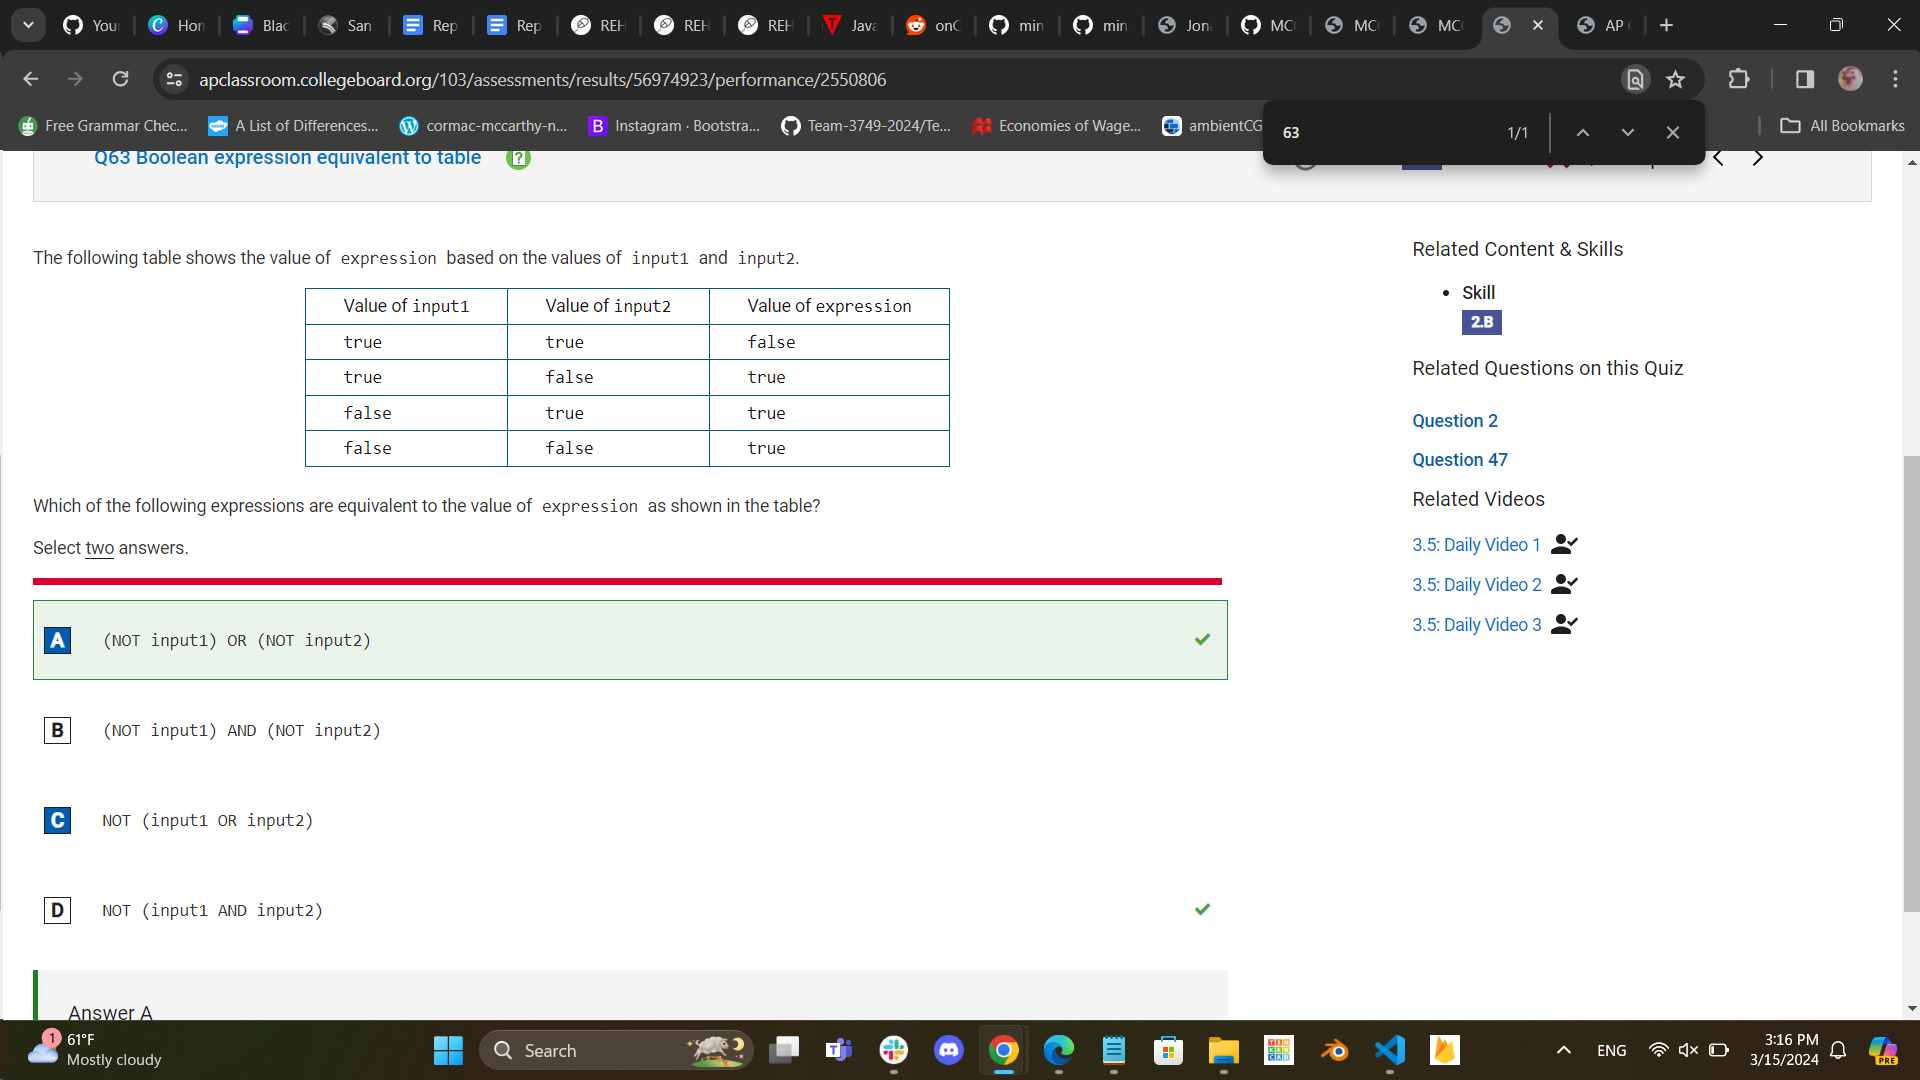 You
Hon
Blac
San
Rep
Rep
REH
REH
REH
Java
onC
min
min
Jona
MC
MC
MC
AP
apclassroom.collegeboard.org/103/assessments/results/56974923/performance/2550806
Free Grammar Chec...
A List of Differences...
cormac-mccarthy-n...
B Instagram · Bootstra...
Team-3749-2024/Te...
Economies of Wage...
ambientCG
All Bookmarks
63
1/1
Q63 Boolean expression equivalent to table
The following table shows the value of expression based on the values of input1 and input2.
Value of input1 Value of input2 Value of expression
true true false
true false true
false true true
false false true
Which of the following expressions are equivalent to the value of expression as shown in the table?
Select two answers.
A (NOT input1) OR (NOT input2)
B (NOT input1) AND (NOT input2)
C NOT (input1 OR input2)
D NOT (input1 AND input2)
Answer A
Related Content & Skills
Skill
2.B
Related Questions on this Quiz
Question 2
Question 47
Related Videos
3.5: Daily Video 1
3.5: Daily Video 2
3.5: Daily Video 3
1
61°F
Mostly cloudy
Search
ENG
3:16 PM
3/15/2024
PRE